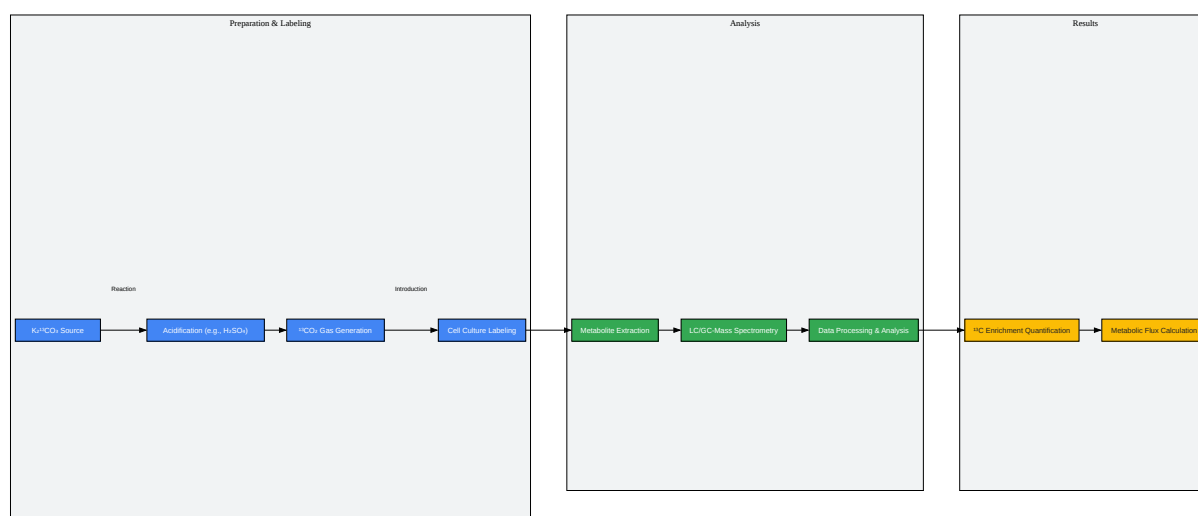 Preparation & Labeling
Analysis
Results
Reaction
Introduction
K₂¹³CO₃ Source
Acidification (e.g., H₂SO₄)
¹³CO₂ Gas Generation
Cell Culture Labeling
Metabolite Extraction
LC/GC-Mass Spectrometry
Data Processing & Analysis
¹³C Enrichment Quantification
Metabolic Flux Calculation